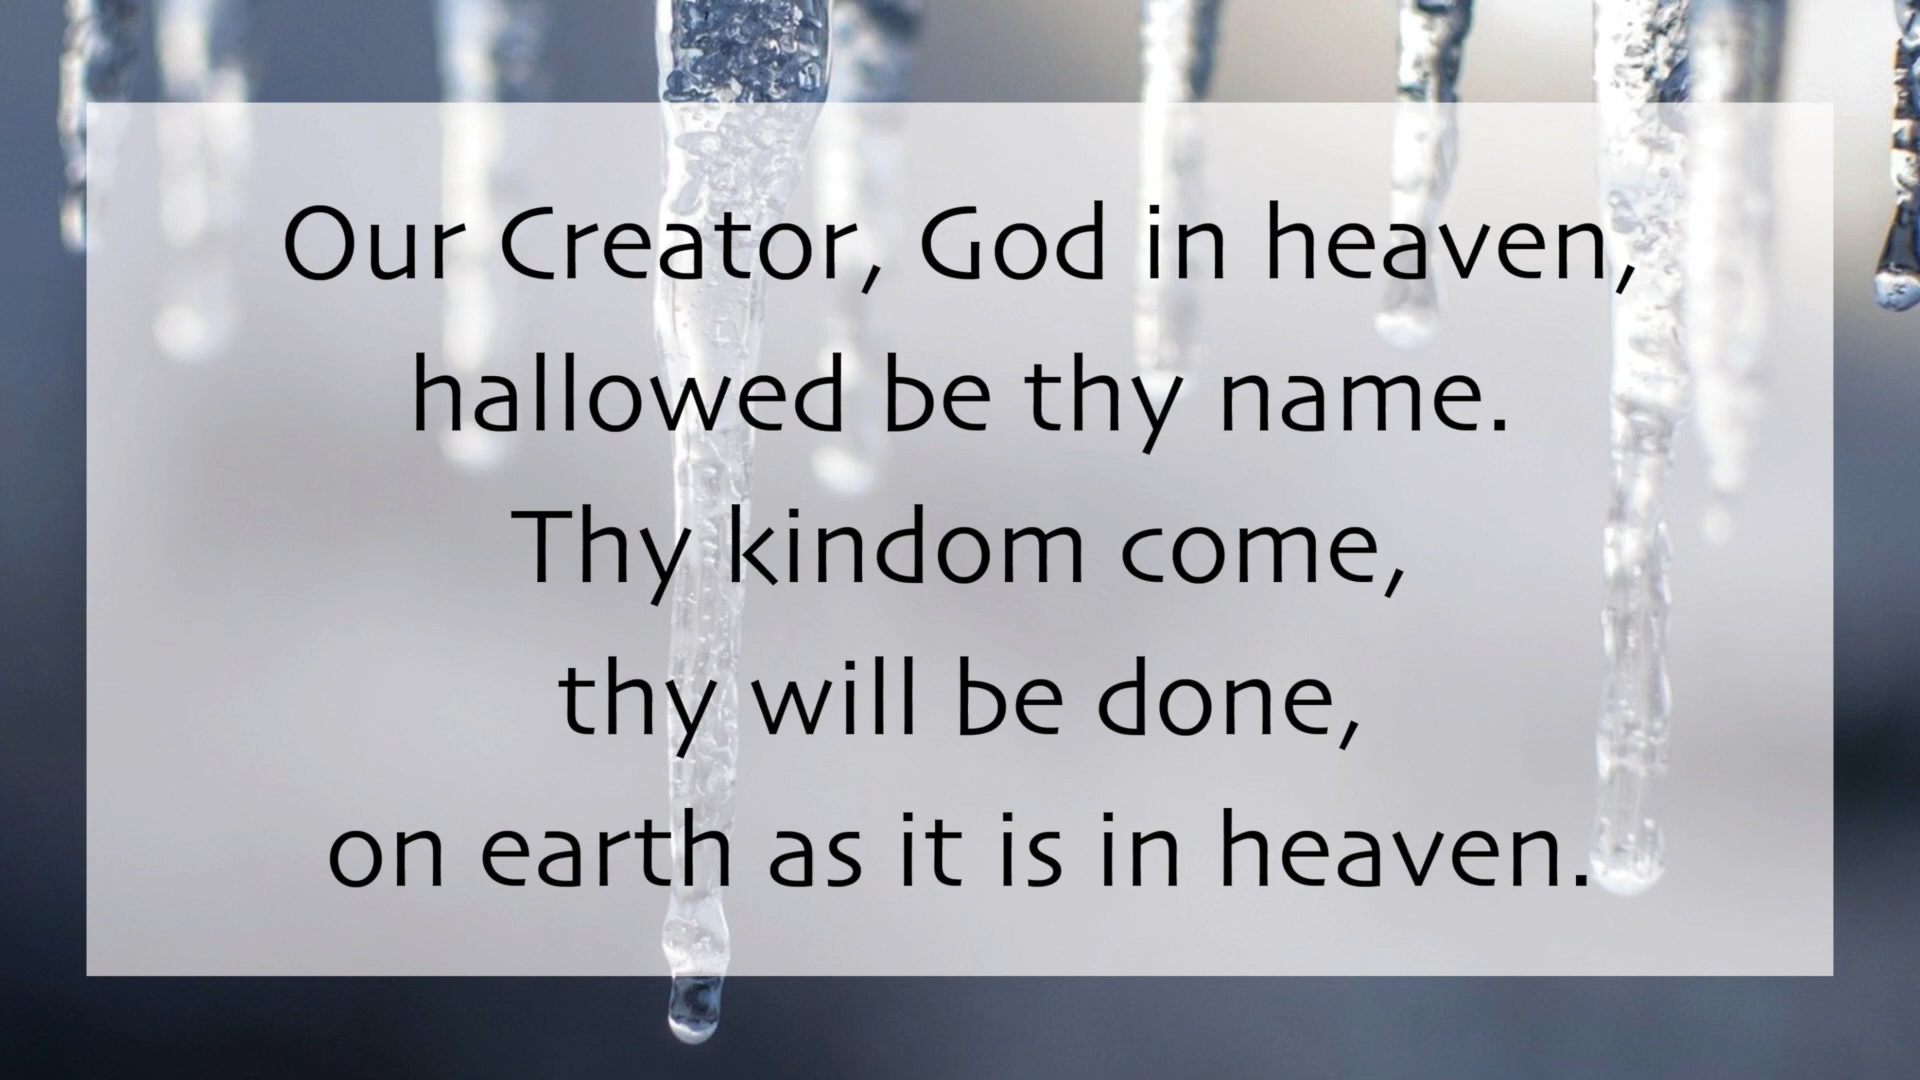 Our Creator, God in heaven,
hallowed be thy name.
Thy kindom come,
thy will be done,
on earth as it is in heaven.